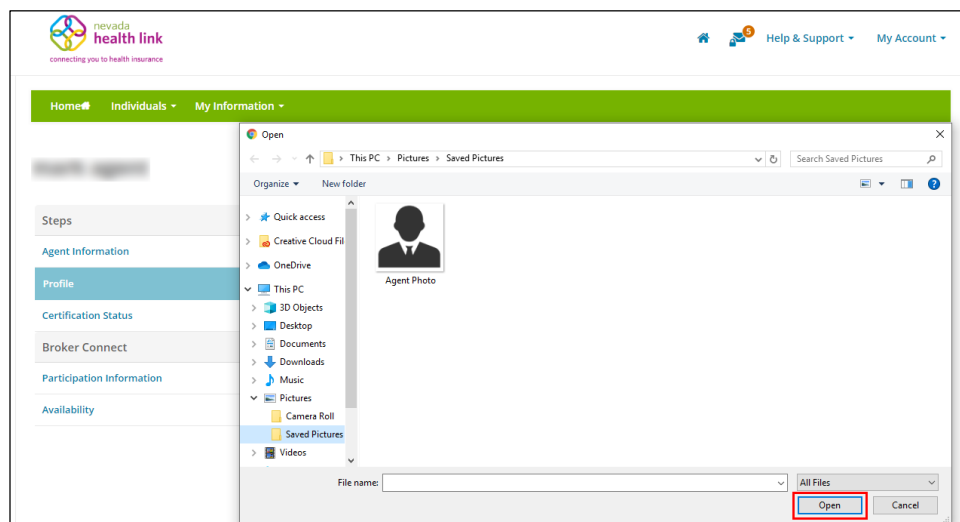 nevada
health link
connecting you to health insurance
5
Help & Support
My Account
Home
Individuals
My Information
Open
This PC > Pictures > Saved Pictures
Search Saved Pictures
Organize
New folder
Steps
Agent Information
Profile
Certification Status
Broker Connect
Participation Information
Availability
Quick access
Creative Cloud Fil
OneDrive
This PC
3D Objects
Desktop
Documents
Downloads
Music
Pictures
Camera Roll
Saved Pictures
Videos
Agent Photo
File name:
All Files
Open
Cancel